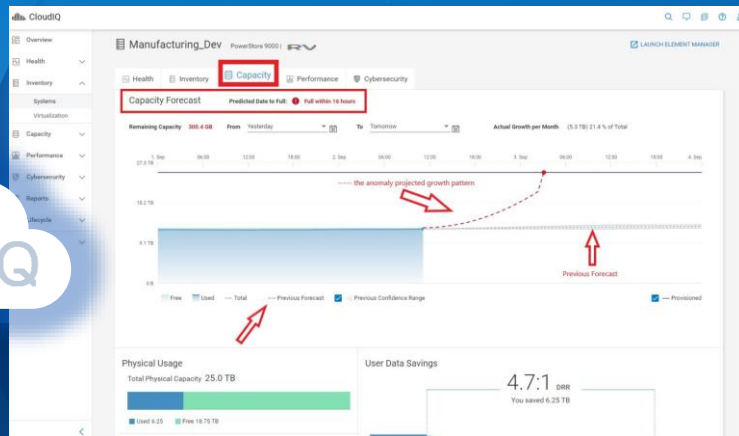 CloudIQ
Overview
Health
Inventory
Systems
Virtualization
Capacity
Performance
Cybersecurity
Reports
Lifecycle
Q
Manufacturing_Dev PowerStore 9000 |
LAUNCH ELEMENT MANAGER
Health Inventory Capacity Performance Cybersecurity
Capacity Forecast Predicted Date to Full: Full within 16 hours
Remaining Capacity 300.4 GB From Yesterday To Tomorrow Actual Growth per Month (5.3 TB) 21.4 % of Total
1. Sep 06:00 12:00 18:00 2. Sep 06:00 12:00 18:00 3. Sep 06:00 12:00 18:00 4. Sep
27.3 TB
---- the anomaly projected growth pattern
18.2 TB
9.1 TB
Previous Forecast
0 B
Free Used Total Previous Forecast Previous Confidence Range Provisioned
Physical Usage
Total Physical Capacity 25.0 TB
Used 6.25 Free 18.75 TB
User Data Savings
4.7:1 DRR
You saved 6.25 TB